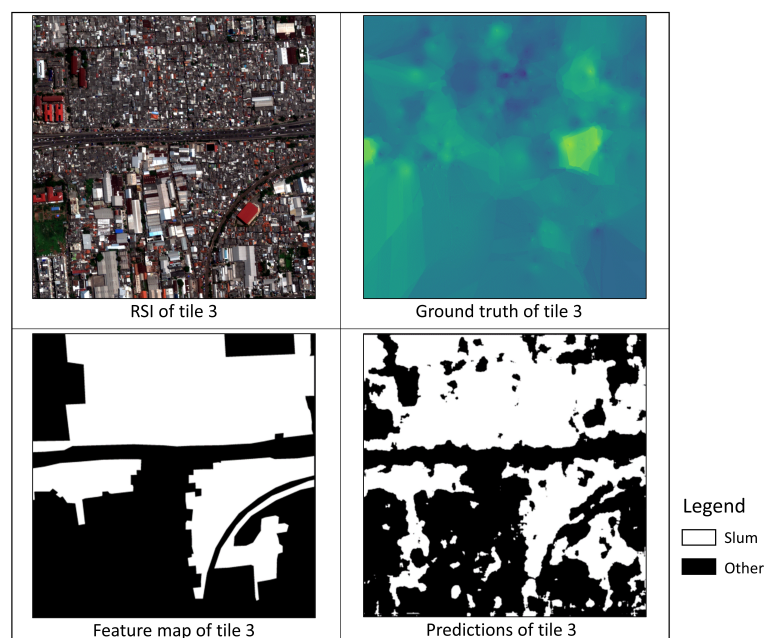 RSI of tile 3
Ground truth of tile 3
Feature map of tile 3
Predictions of tile 3
Legend
Slum
Other